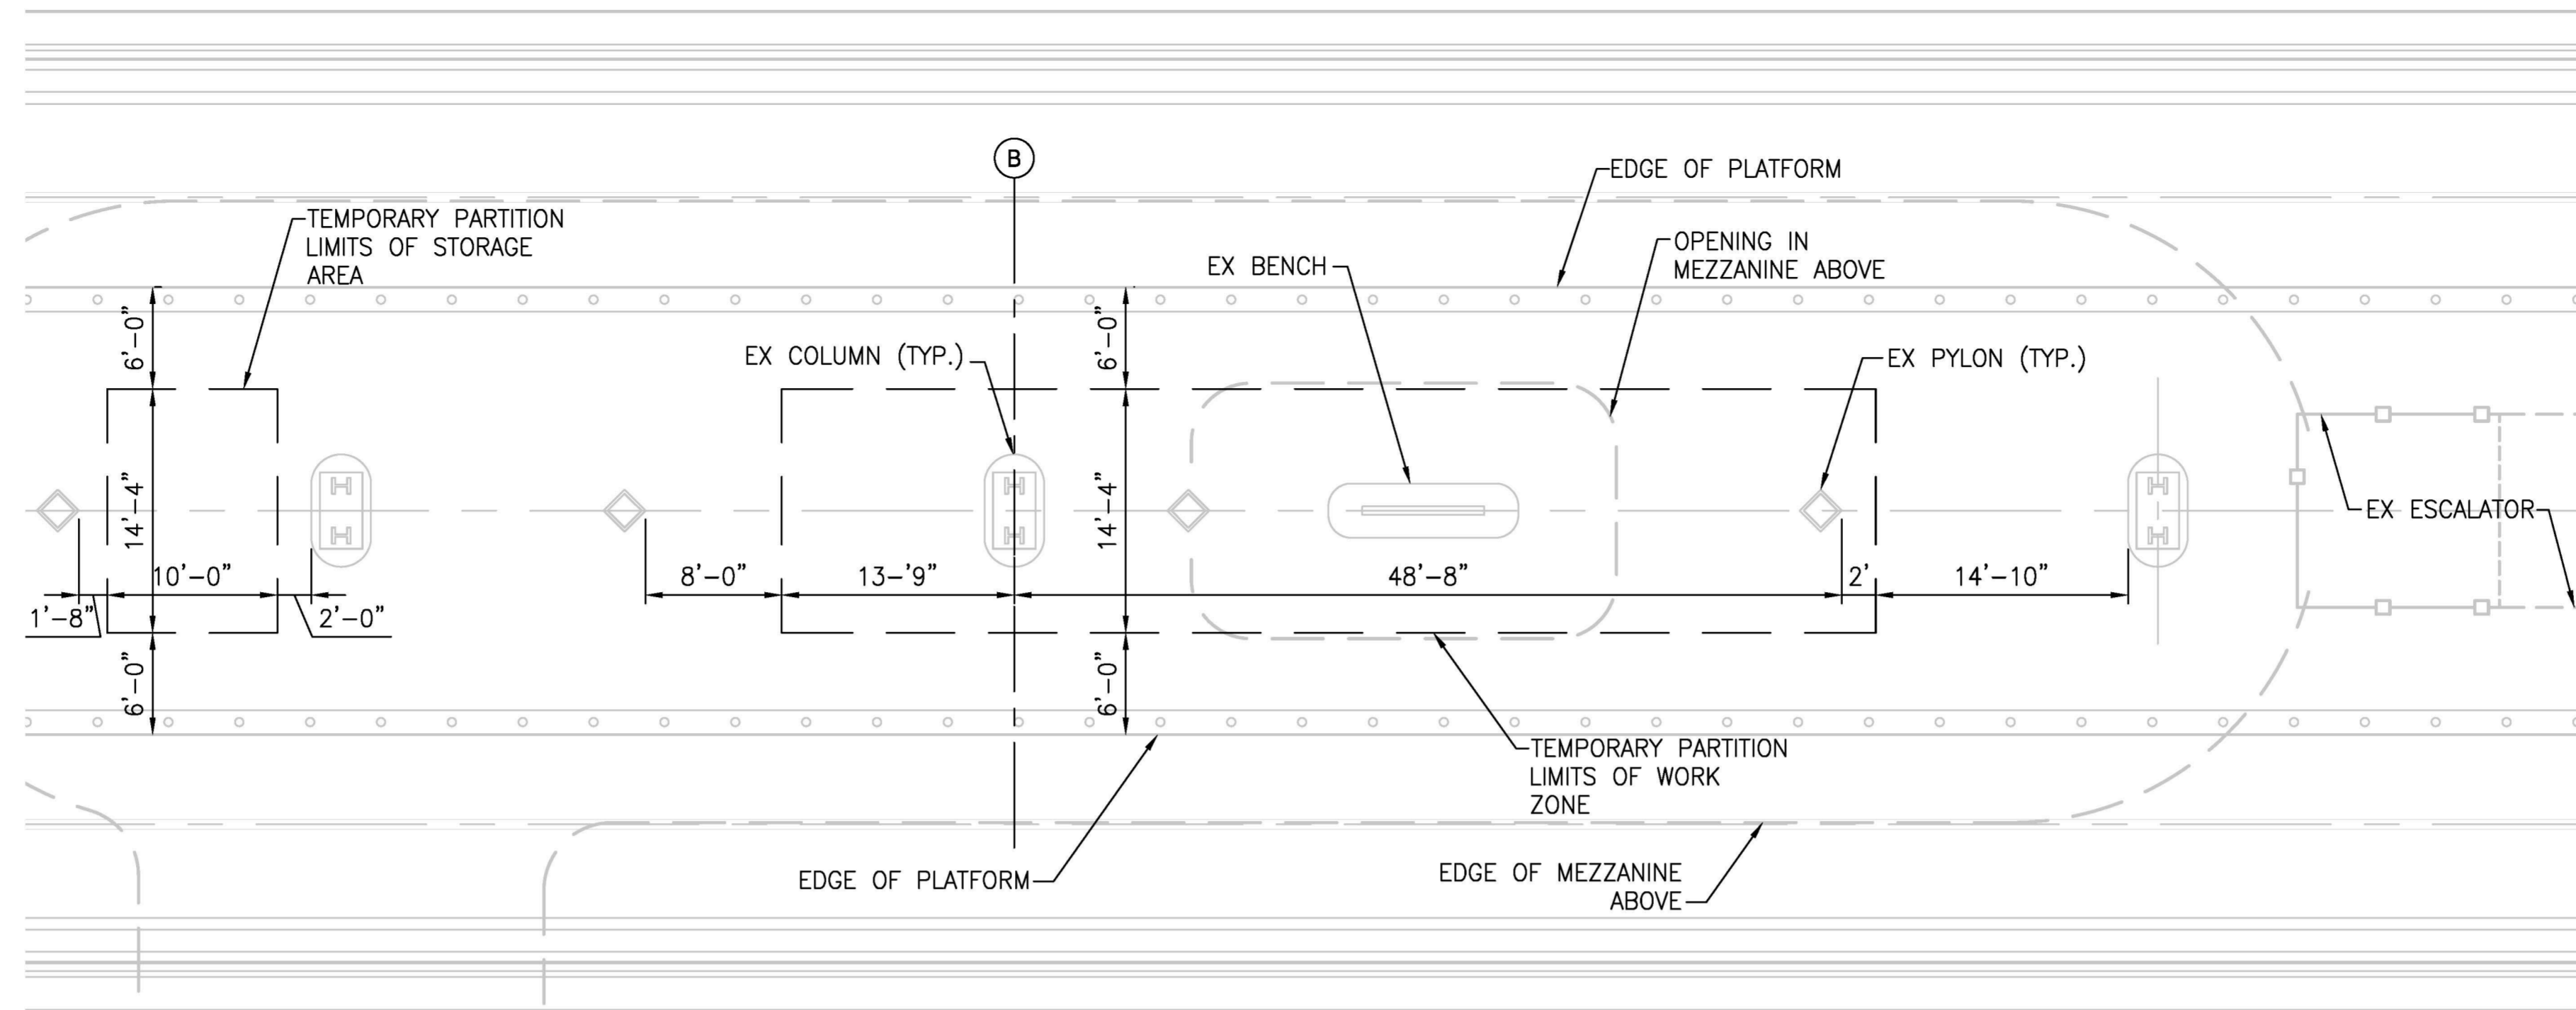 B
EDGE OF PLATFORM
TEMPORARY PARTITION
LIMITS OF STORAGE
AREA
OPENING IN
MEZZANINE ABOVE
EX BENCH
6'-0"
6'-0"
EX COLUMN (TYP.)
EX PYLON (TYP.)
14'-4"
14'-4"
EX ESCALATOR
10'-0"
8'-0"
13-'9"
48'-8"
2'
14'-10"
1'-8"
2'-0"
6'-0"
6'-0"
TEMPORARY PARTITION
LIMITS OF WORK
ZONE
EDGE OF PLATFORM
EDGE OF MEZZANINE
ABOVE